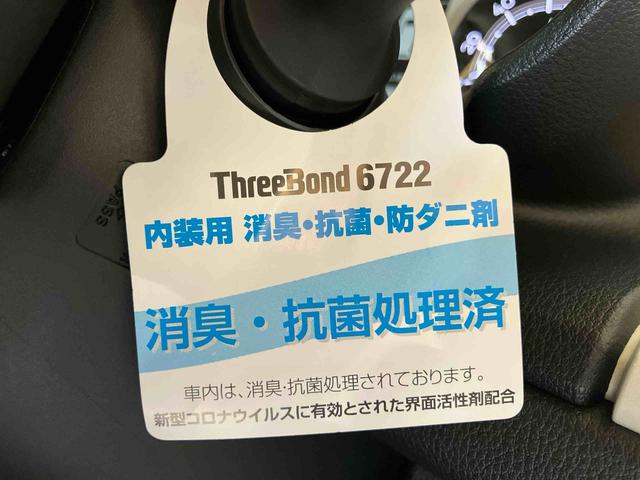 ThreeBond 6722
内装用 消臭・抗菌・防ダニ剤
消臭・抗菌処理済
車内は、消臭・抗菌処理されております。
新型コロナウイルスに有効とされた界面活性剤配合